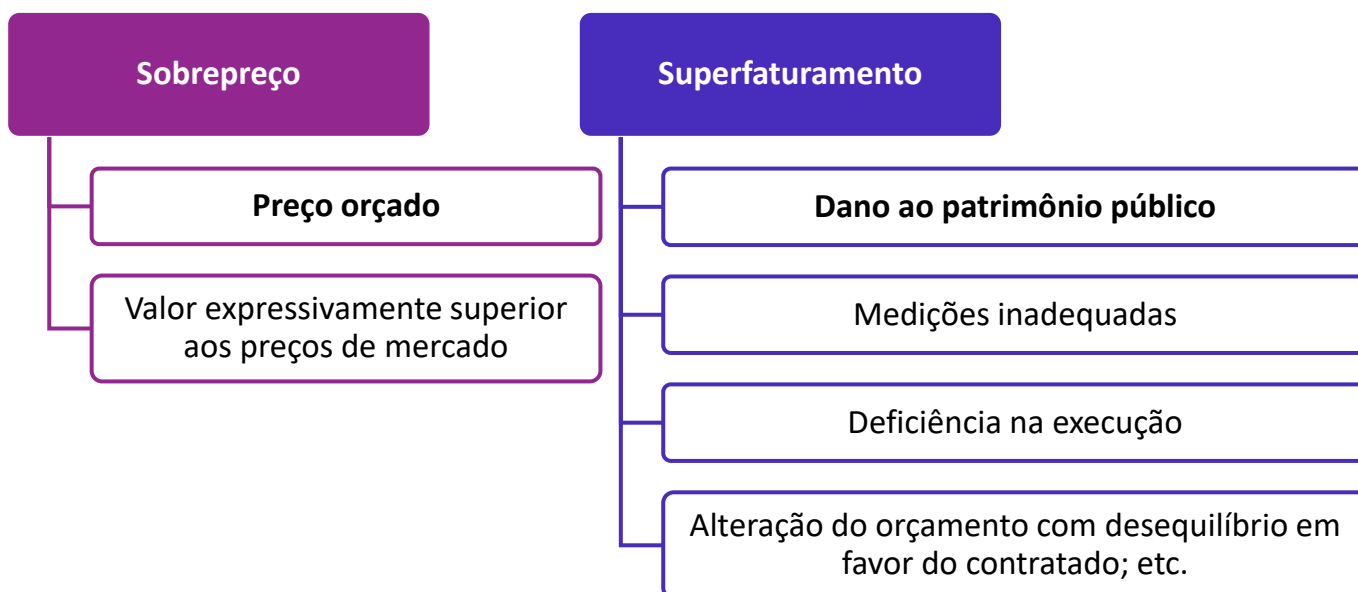 Sobrepreço
Preço orçado
Valor expressivamente superior
aos preços de mercado
Superfaturamento
Dano ao patrimônio público
Medições inadequadas
Deficiência na execução
Alteração do orçamento com desequilíbrio em
favor do contratado; etc.